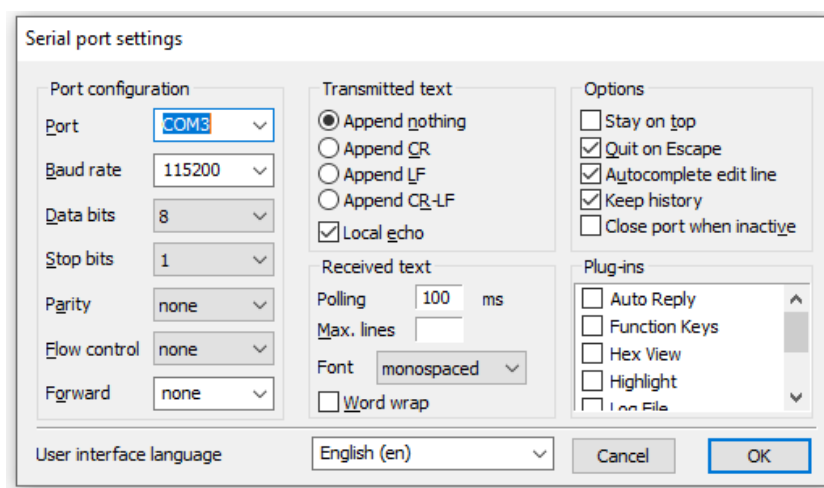 Serial port settings
Port configuration
Port COM3
Baud rate 115200
Data bits 8
Stop bits 1
Parity none
Flow control none
Forward none
Transmitted text
Append nothing
Append CR
Append LF
Append CR-LF
Local echo
Received text
Polling 100 ms
Max. lines
Font monospaced
Word wrap
Options
Stay on top
Quit on Escape
Autocomplete edit line
Keep history
Close port when inactive
Plug-ins
Auto Reply
Function Keys
Hex View
Highlight
Log File
User interface language English (en) Cancel OK